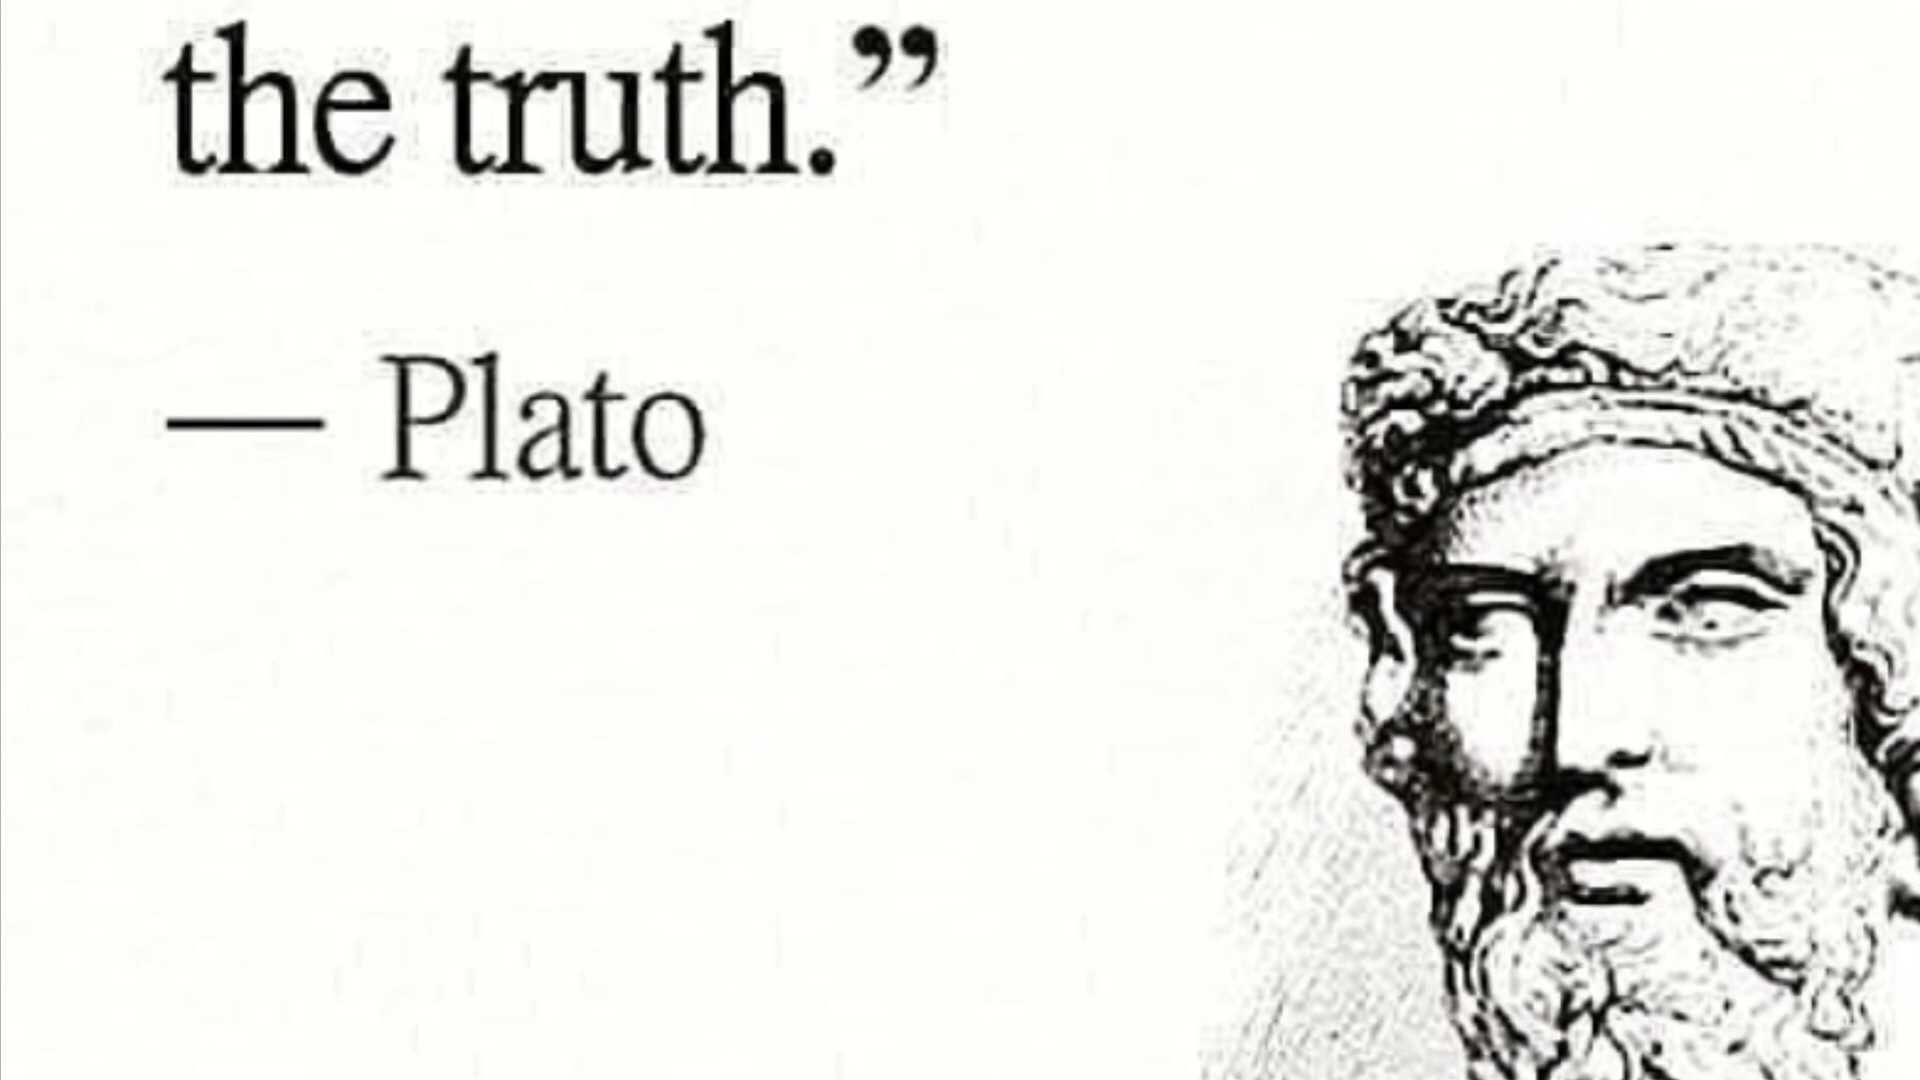 the truth.”
— Plato